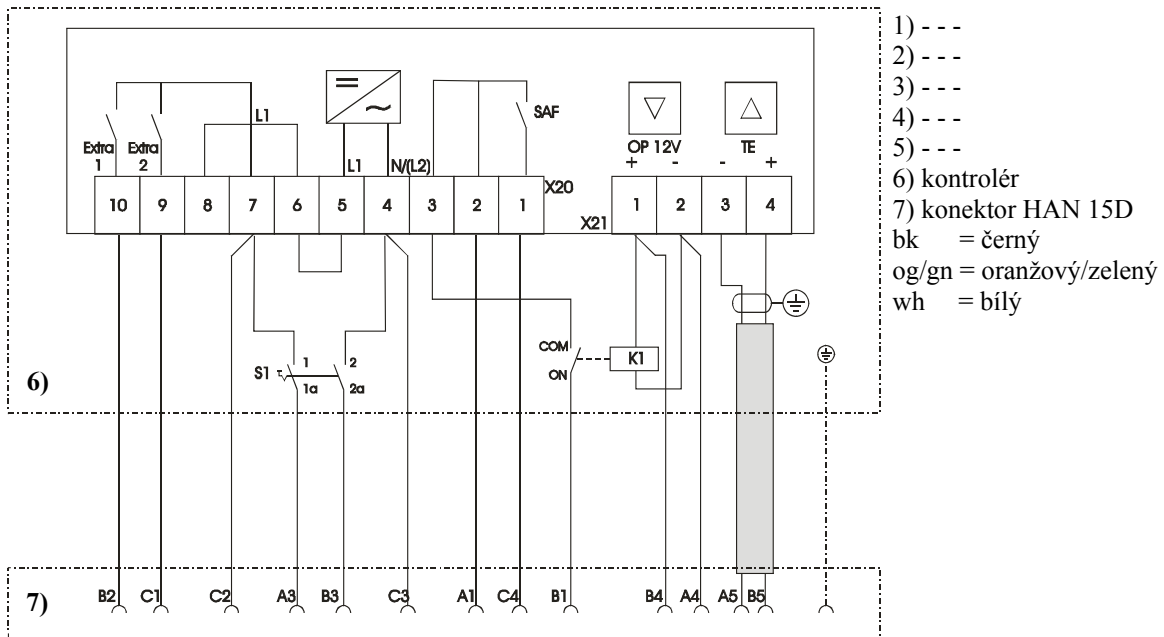 1) - - -
2) - - -
3) - - -
4) - - -
5) - - -
6) kontrolér
7) konektor HAN 15D
bk = černý
og/gn = oranžový/zelený
wh = bílý
L1
SAF
Extra 1
Extra 2
OP 12V
TE
+ - - +
L1 N/(L2)
X20
10 9 8 7 6 5 4 3 2 1
X21
1 2 3 4
COM
ON
K1
S1
1 2
1a 2a
6)
7)
B2 C1 C2 A3 B3 C3 A1 C4 B1 B4 A4 A5 B5